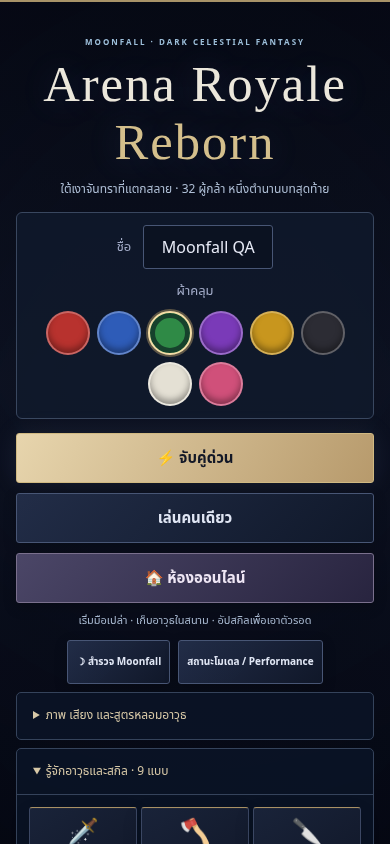 MOONFALL · DARK CELESTIAL FANTASY
Arena Royale
Reborn
ใต้เงาจันทราที่แตกสลาย · 32 ผู้กล้า หนึ่งตำนานบทสุดท้าย
ชื่อ Moonfall QA
ผ้าคลุม
⚡ จับคู่ด่วน
เล่นคนเดียว
🏠 ห้องออนไลน์
เริ่มมือเปล่า · เก็บอาวุธในสนาม · อัปสกิลเพื่อเอาตัวรอด
☽ สำรวจ Moonfall สถานะโมเดล / Performance
▶ ภาพ เสียง และสูตรหลอมอาวุธ
▼ รู้จักอาวุธและสกิล · 9 แบบ